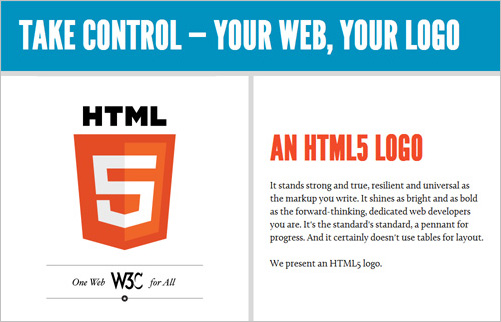 TAKE CONTROL – YOUR WEB, YOUR LOGO
HTML
5
One Web W3C for All
AN HTML5 LOGO
It stands strong and true, resilient and universal as
the markup you write. It shines as bright and as bold
as the forward-thinking, dedicated web developers
you are. It's the standard's standard, a pennant for
progress. And it certainly doesn't use tables for layout.
We present an HTML5 logo.